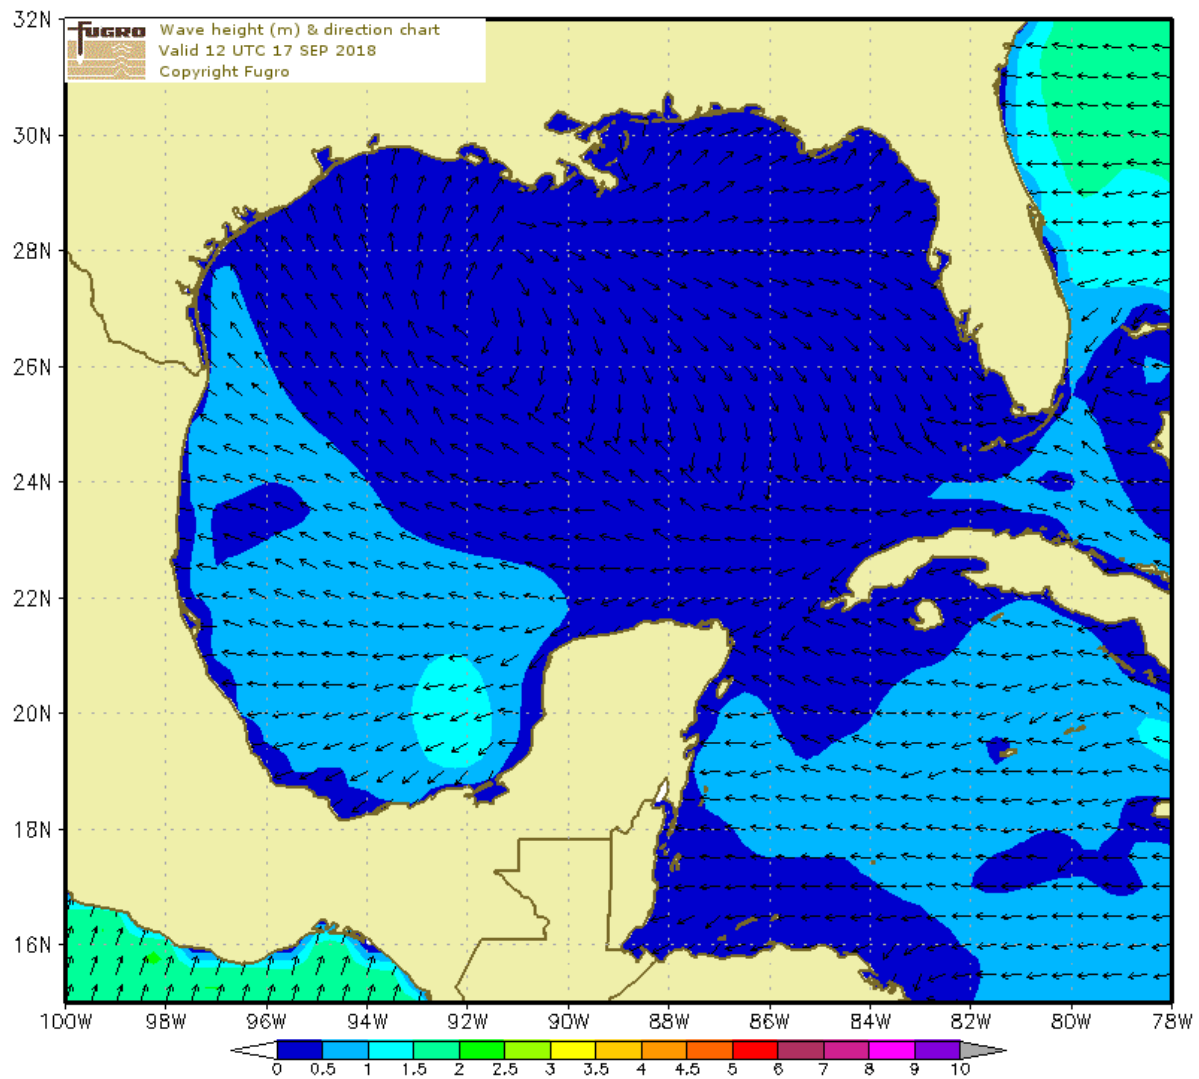 32N
FUGRO
Wave height (m) & direction chart
Valid 12 UTC 17 SEP 2018
Copyright Fugro
30N
28N
26N
24N
22N
20N
18N
16N
100W 98W 96W 94W 92W 90W 88W 86W 84W 82W 80W 78W
0 0.5 1 1.5 2 2.5 3 3.5 4 4.5 5 6 7 8 9 10